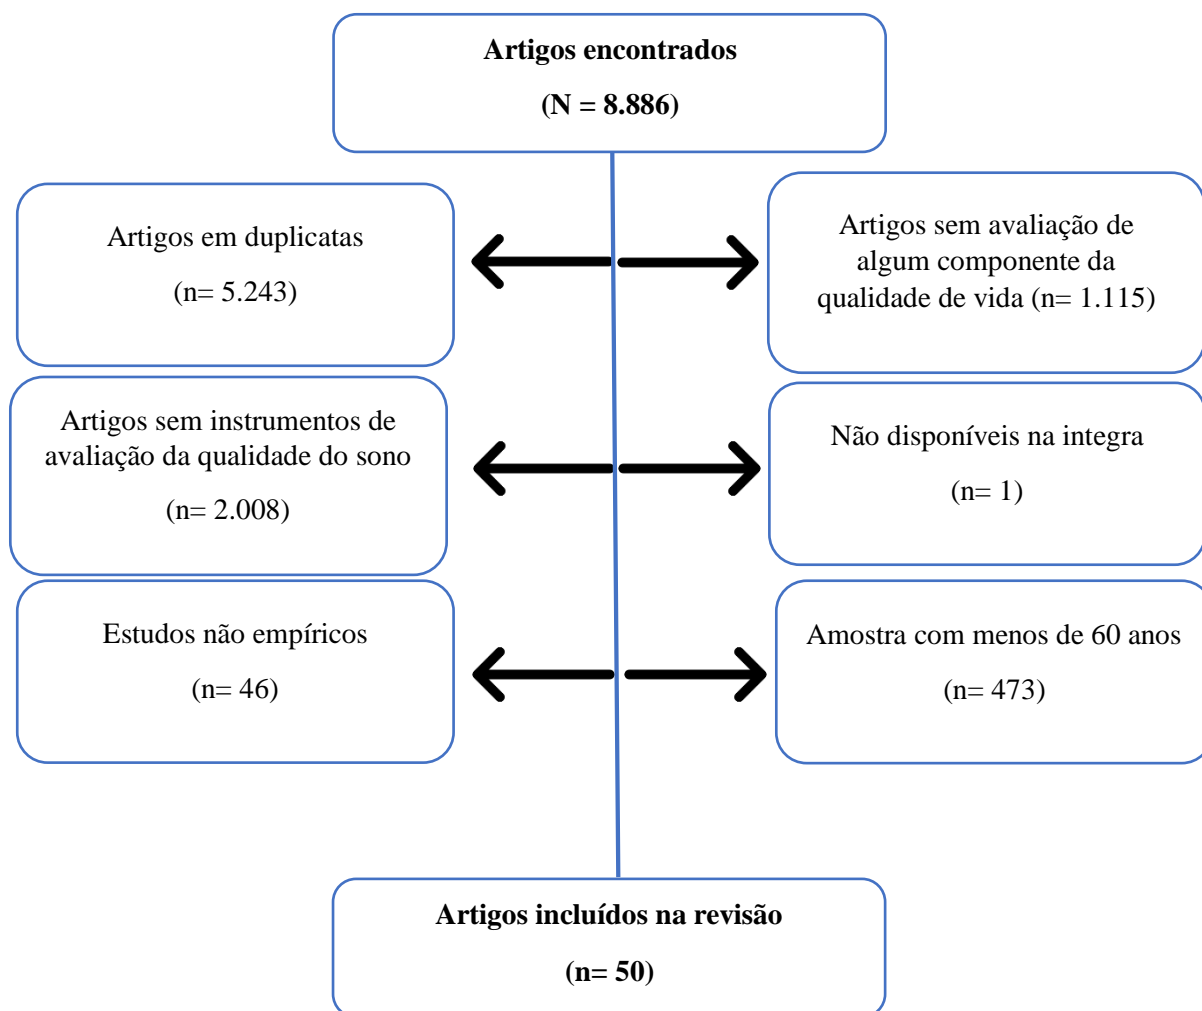 Artigos encontrados
(N = 8.886)
Artigos em duplicatas
(n= 5.243)
Artigos sem avaliação de
algum componente da
qualidade de vida (n= 1.115)
Artigos sem instrumentos de
avaliação da qualidade do sono
(n= 2.008)
Não disponíveis na integra
(n= 1)
Estudos não empíricos
(n= 46)
Amostra com menos de 60 anos
(n= 473)
Artigos incluídos na revisão
(n= 50)